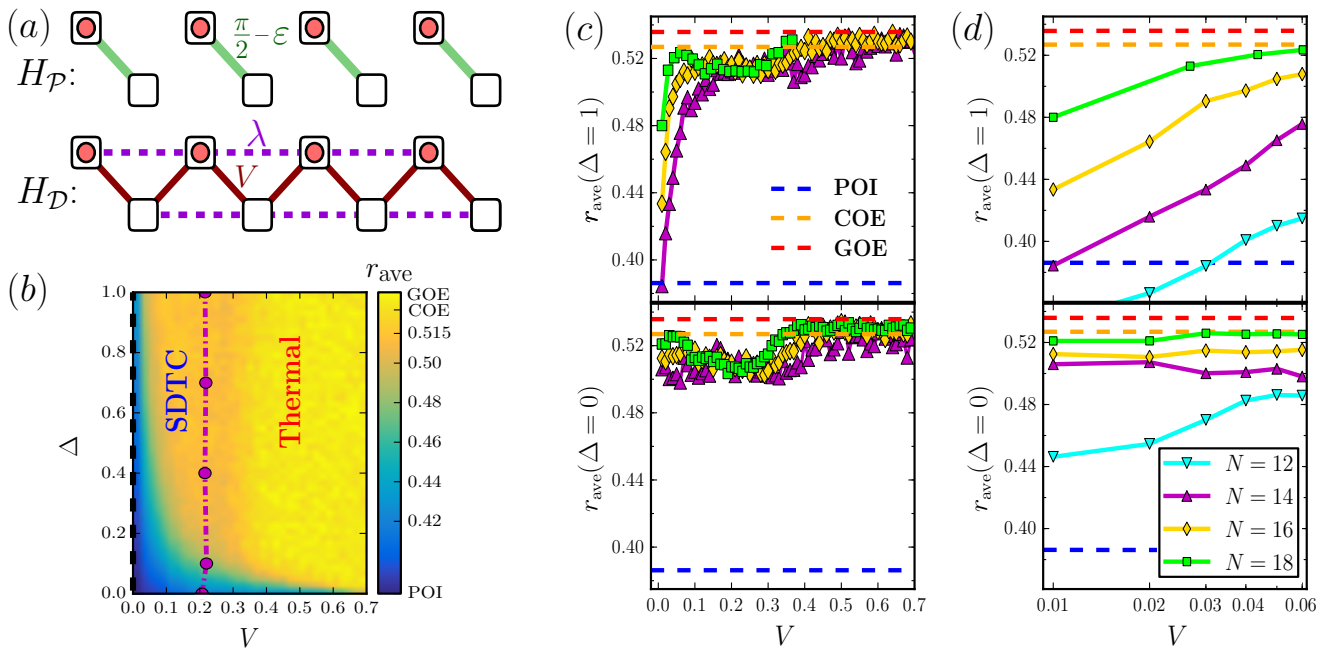 (a)
π/2−ε
H_𝒫:
λ
V
H_𝒟:
(b)
r_ave
1.0
0.8
0.6
0.4
0.2
0.0
Δ
SDTC
Thermal
GOE
COE
0.515
0.50
0.48
0.46
0.44
0.42
POI
0.0 0.1 0.2 0.3 0.4 0.5 0.6 0.7
V
(c)
0.52
0.48
0.44
0.40
r_ave(Δ = 1)
POI
COE
GOE
0.52
0.48
0.44
0.40
r_ave(Δ = 0)
0.0 0.1 0.2 0.3 0.4 0.5 0.6 0.7
V
(d)
0.52
0.48
0.44
0.40
r_ave(Δ = 1)
0.52
0.48
0.44
0.40
r_ave(Δ = 0)
N = 12
N = 14
N = 16
N = 18
0.01 0.02 0.03 0.04 0.06
V